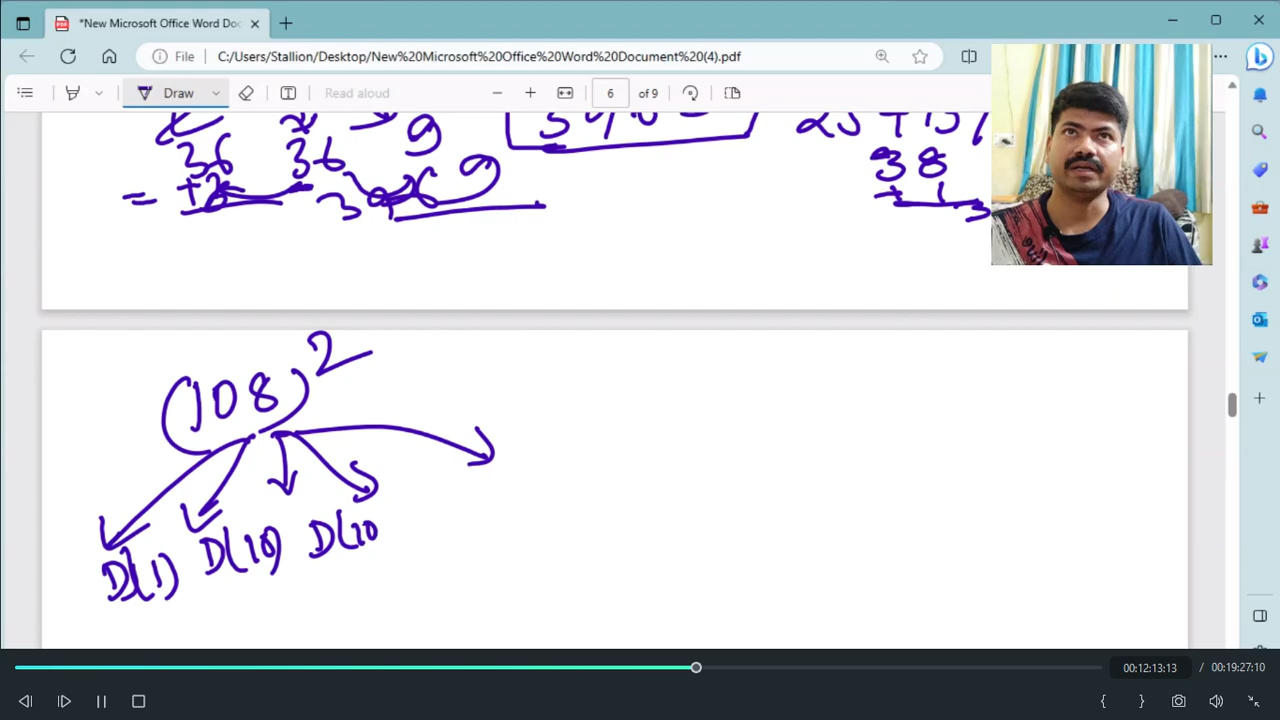 *New Microsoft Office Word Doc
File
C:/Users/Stallion/Desktop/New%20Microsoft%20Office%20Word%20Document%20(4).pdf
Draw
Read aloud
6 of 9
9
36 36 9
38
(108)²
D(1) D(10) D(10
00:12:13:13 / 00:19:27:10
{ }